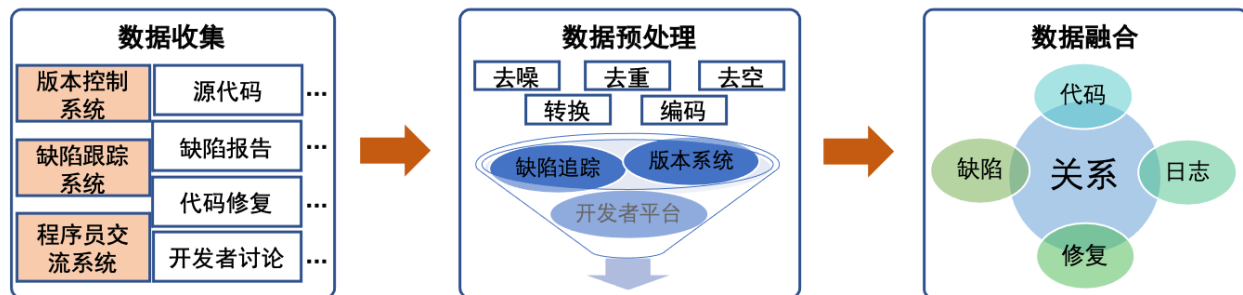 数据收集
版本控制
系统
缺陷跟踪
系统
程序员交
流系统
源代码
...
缺陷报告
代码修复
...
开发者讨论
...
数据预处理
去噪
去重
去空
转换
编码
缺陷追踪
版本系统
开发者平台
数据融合
代码
缺陷
关系
日志
修复